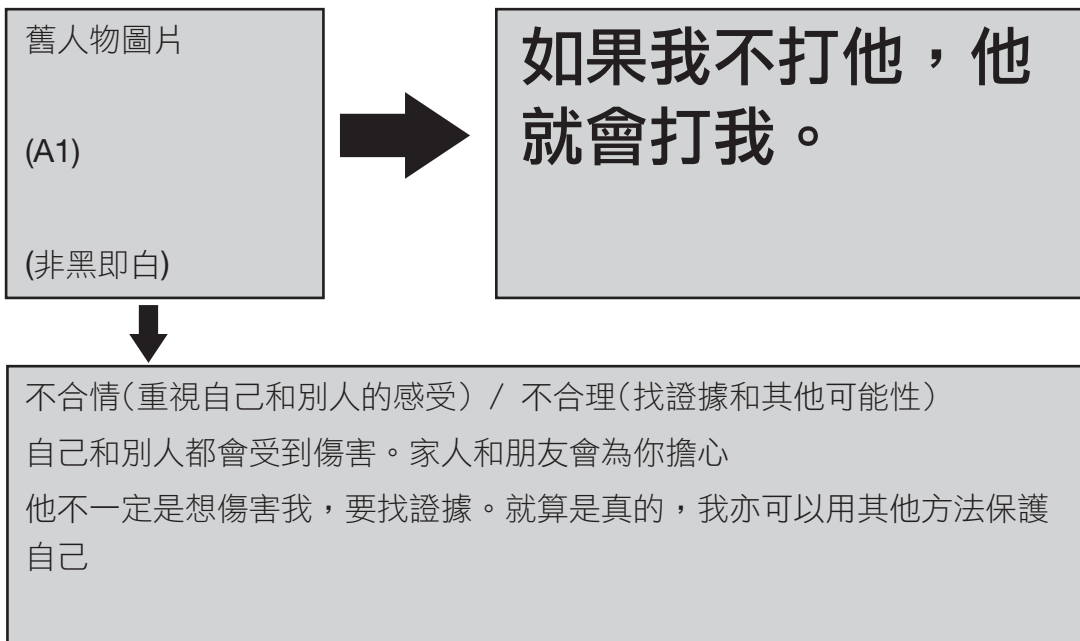 舊人物圖片
(A1)
(非黑即白)
如果我不打他，他
就會打我。
不合情(重視自己和別人的感受) / 不合理(找證據和其他可能性)
自己和別人都會受到傷害。家人和朋友會為你擔心
他不一定是想傷害我，要找證據。就算是真的，我亦可以用其他方法保護
自己